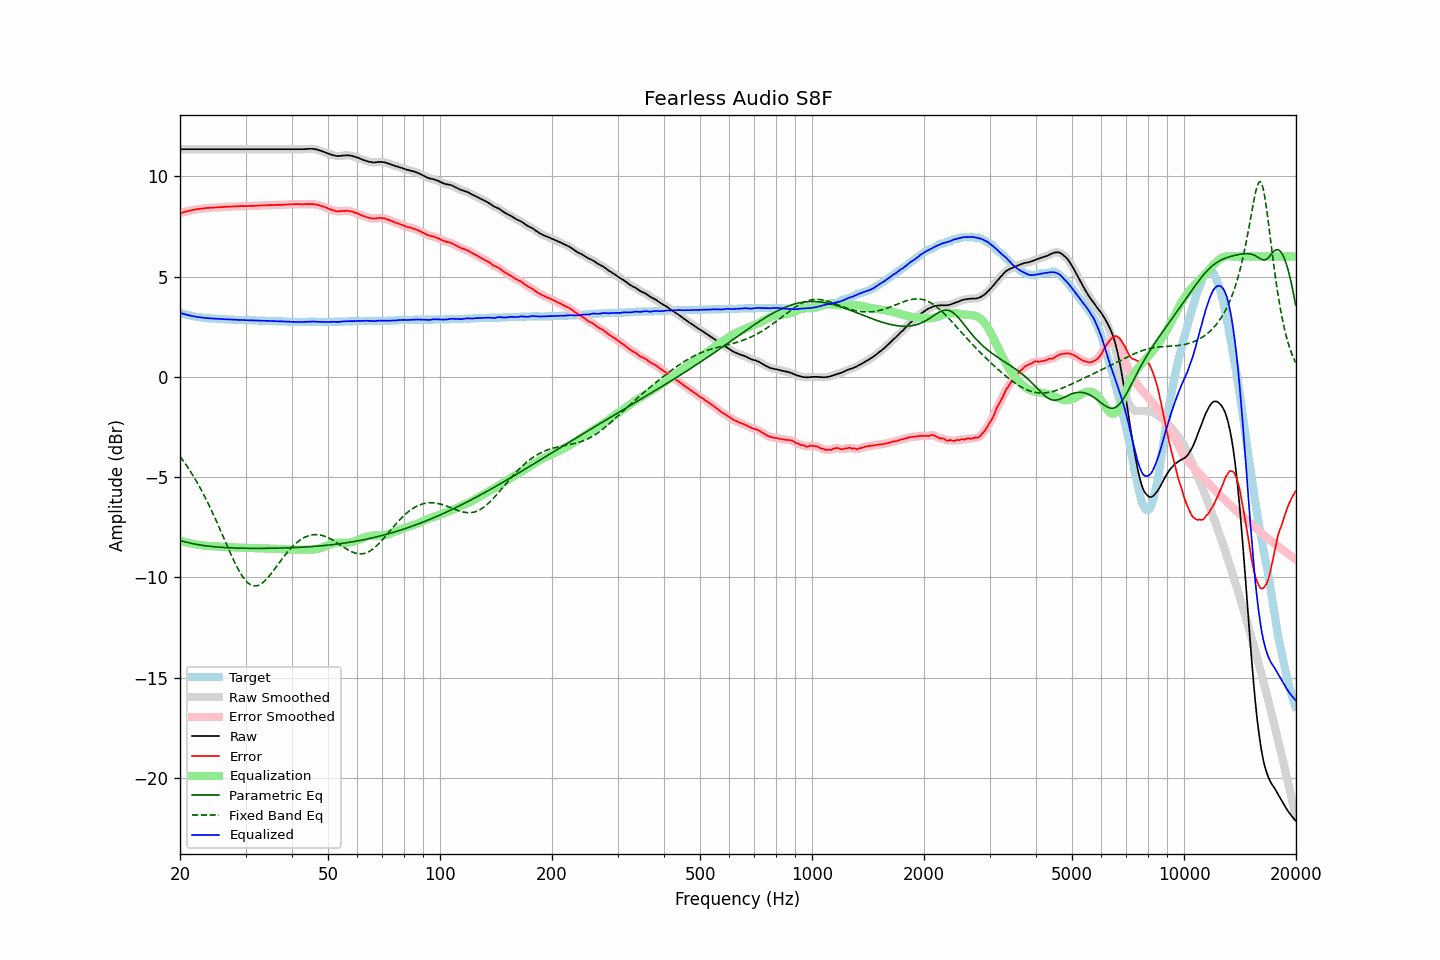 Fearless Audio S8F
Amplitude (dBr)
10
5
0
−5
−10
−15
−20
Target
Raw Smoothed
Error Smoothed
Raw
Error
Equalization
Parametric Eq
Fixed Band Eq
Equalized
20 50 100 200 500 1000 2000 5000 10000 20000
Frequency (Hz)